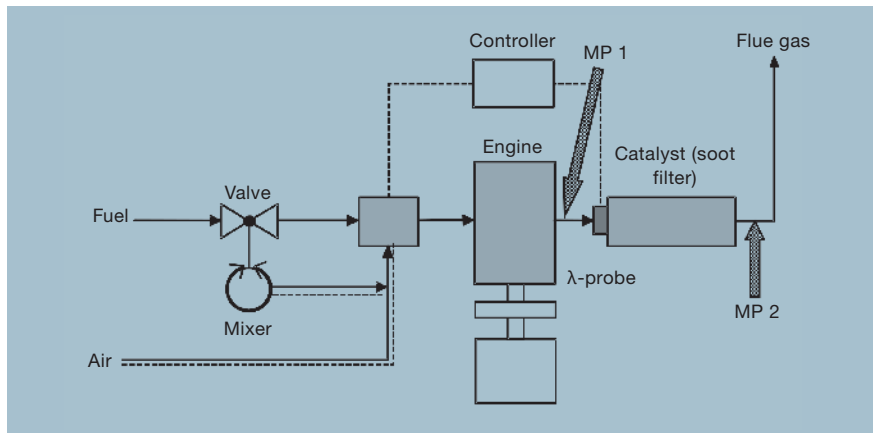 Controller
MP 1
Flue gas
Engine
Catalyst (soot
filter)
Valve
Fuel
λ-probe
Mixer
MP 2
Air